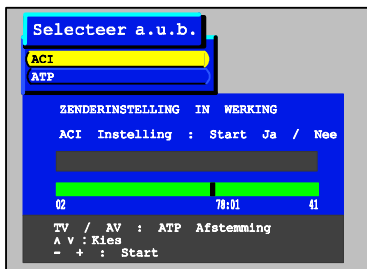 Selecteer a.u.b.
ACI
ATP
ZENDERINSTELLING IN WERKING
ACI Instelling : Start Ja / Nee
02 78:01 41
TV / AV : ATP Afstemming
∧ ∨ : Kies
- + : Start